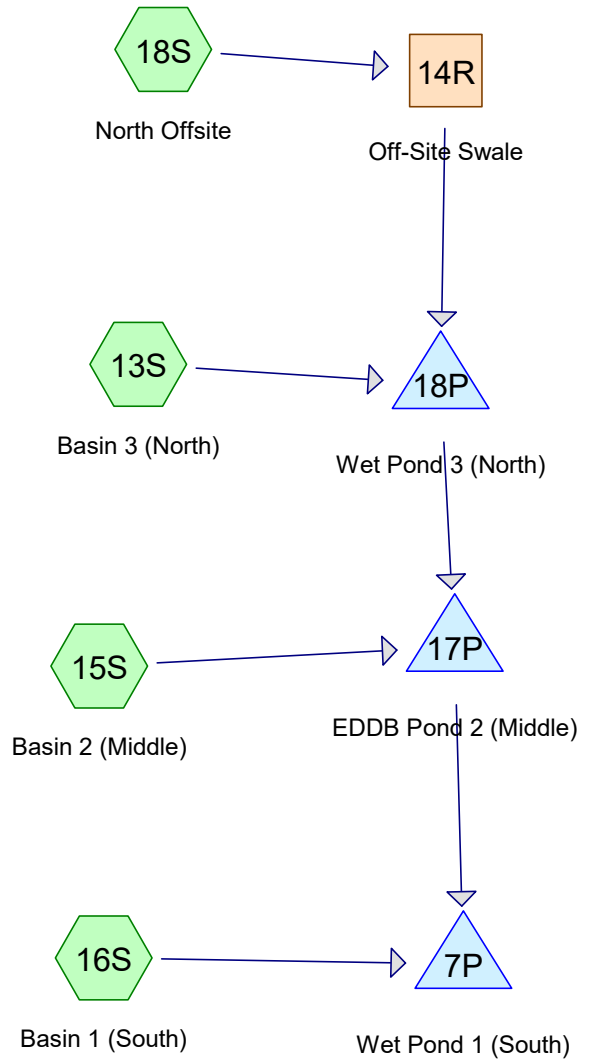 18S
14R
North Offsite
Off-Site Swale
13S
18P
Basin 3 (North)
Wet Pond 3 (North)
15S
17P
Basin 2 (Middle)
EDDB Pond 2 (Middle)
16S
7P
Basin 1 (South)
Wet Pond 1 (South)